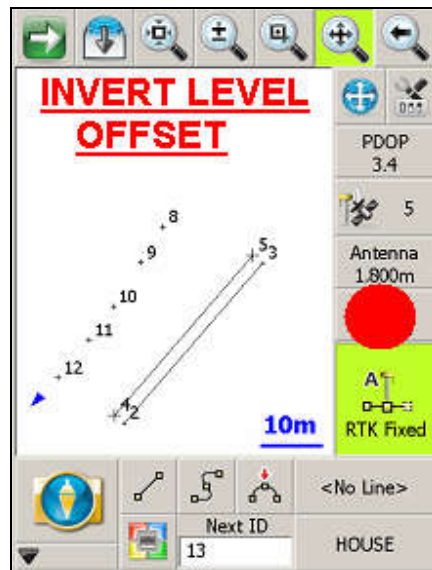 INVERT LEVEL
OFFSET
PDOP
3.4
5
Antenna
1.800m
8
9
5
3
10
11
12
4
2
10m
A
RTK Fixed
<No Line>
Next ID
13
HOUSE